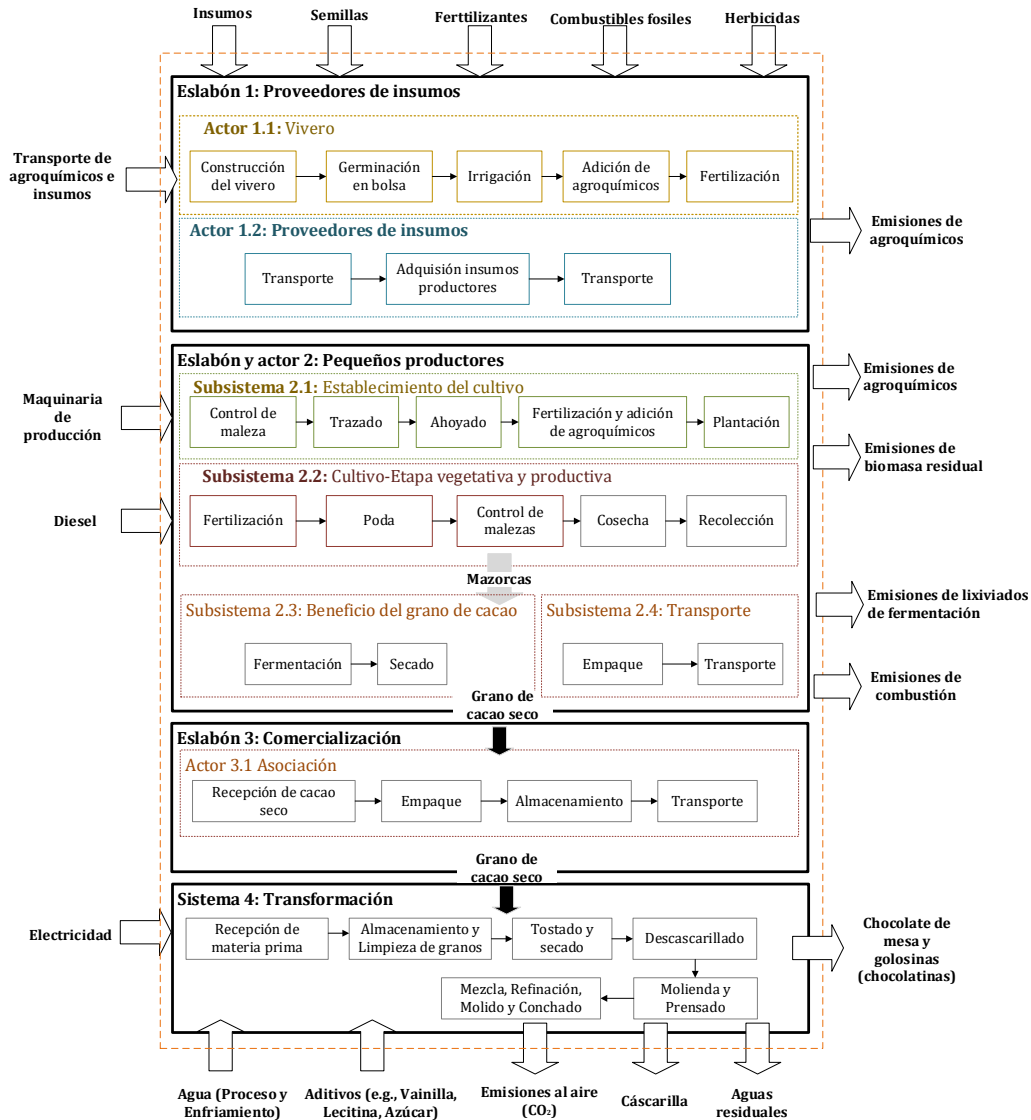 Insumos
Semillas
Ferttilizantes
Combustibles fosiles
Herbicidas
Eslabón 1: Proveedores de insumos
Actor 1.1: Vivero
Transporte de
agroquímicos e
insumos
Construcción
del vivero
Germinación
en bolsa
Irrigación
Adición de
agroquímicos
Fertilización
Emisiones de
agroquímicos
Actor 1.2: Proveedores de insumos
Transporte
Adquisión insumos
productores
Transporte
Eslabón y actor 2: Pequeños productores
Emisiones de
agroquímicos
Subsistema 2.1: Establecimiento del cultivo
Maquinaria
de
producción
Control de
maleza
Trazado
Ahoyado
Fertilización y adición
de agroquímicos
Plantación
Emisiones de
biomasa residual
Subsistema 2.2: Cultivo-Etapa vegetativa y productiva
Diesel
Fertilización
Poda
Control de
malezas
Cosecha
Recolección
Mazorcas
Emisiones de lixiviados
de fermentación
Subsistema 2.3: Beneficio del grano de cacao
Subsistema 2.4: Transporte
Fermentación
Secado
Empaque
Transporte
Emisiones de
combustión
Grano de
cacao seco
Eslabón 3: Comercialización
Actor 3.1 Asociación
Recepción de cacao
seco
Empaque
Almacenamiento
Transporte
Grano de
cacao seco
Sistema 4: Transformación
Electricidad
Recepción de
materia prima
Almacenamiento y
Limpieza de granos
Tostado y
secado
Descascarillado
Chocolate de
mesa y
golosinas
(chocolatinas)
Mezcla, Refinación,
Molido y Conchado
Molienda y
Prensado
Agua (Proceso y
Enfriamiento)
Aditivos (e.g., Vainilla,
Lecitina, Azúcar)
Emisiones al aire
(CO₂)
Cáscarilla
Aguas
residuales